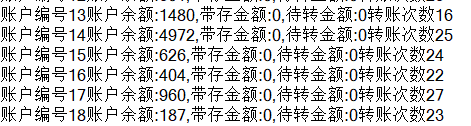 账户编号13账户余额:1480,带存金额:0,待转金额:0转账次数16
账户编号14账户余额:4972,带存金额:0,待转金额:0转账次数25
账户编号15账户余额:626,带存金额:0,待转金额:0转账次数24
账户编号16账户余额:404,带存金额:0,待转金额:0转账次数22
账户编号17账户余额:960,带存金额:0,待转金额:0转账次数27
账户编号18账户余额:187,带存金额:0,待转金额:0转账次数23